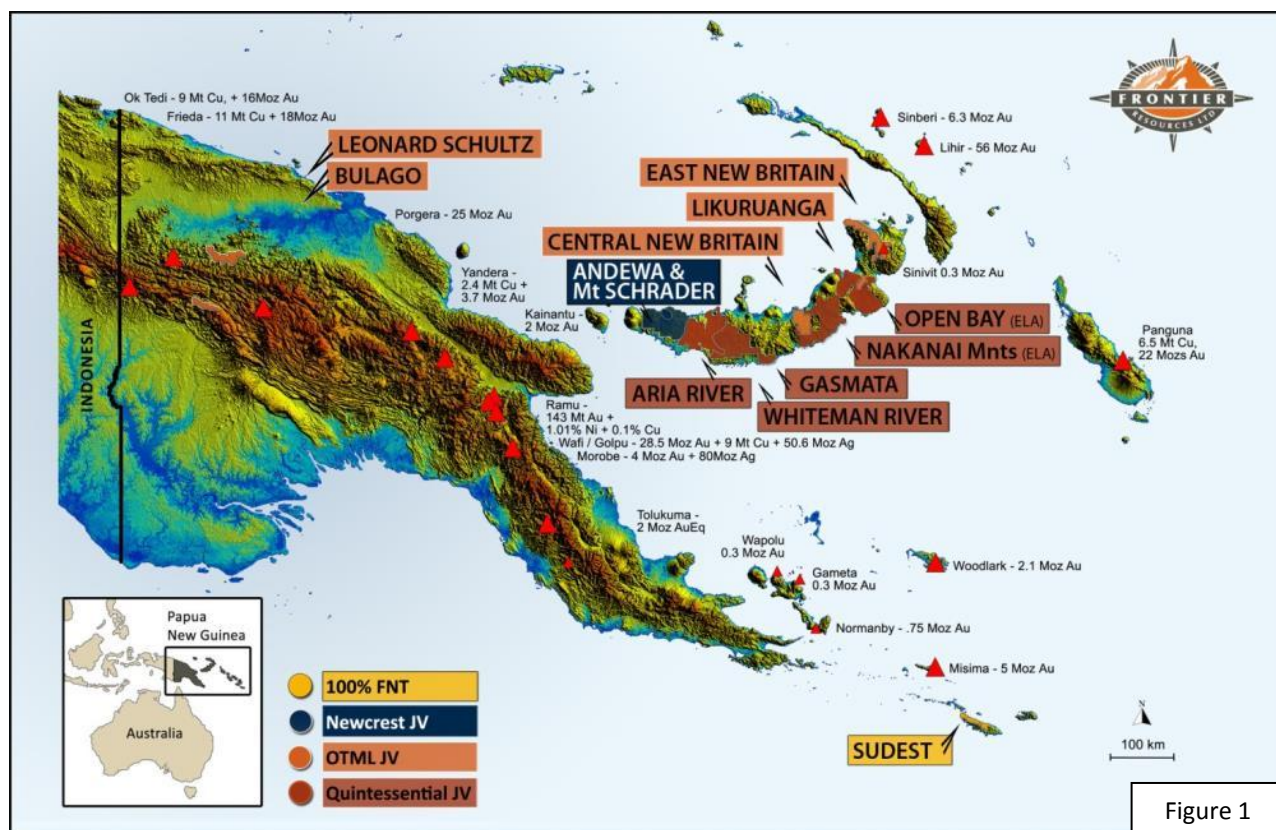 Ok Tedi - 9 Mt Cu, + 16Moz Au
Frieda - 11 Mt Cu + 18Moz Au
LEONARD SCHULTZ
BULAGO
Porgera - 25 Moz Au
Yandera -
2.4 Mt Cu +
3.7 Moz Au
Kainantu -
2 Moz Au
INDONESIA
EAST NEW BRITAIN
LIKURUANGA
CENTRAL NEW BRITAIN
ANDEWA &
Mt SCHRADER
Sinberi - 6.3 Moz Au
Lihir - 56 Moz Au
FRONTIER
RESOURCES LTD
Sinivit 0.3 Moz Au
OPEN BAY (ELA)
NAKANAI Mnts (ELA)
GASMATA
WHITEMAN RIVER
ARIA RIVER
Panguna
6.5 Mt Cu,
22 Mozs Au
Ramu -
143 Mt Au +
1.01% Ni + 0.1% Cu
Wafi / Golpu - 28.5 Moz Au + 9 Mt Cu + 50.6 Moz Ag
Morobe - 4 Moz Au + 80Moz Ag
Tolukuma -
2 Moz AuEq
Wapolu
0.3 Moz Au
Gameta
0.3 Moz Au
Woodlark - 2.1 Moz Au
Normanby - .75 Moz Au
Misima - 5 Moz Au
SUDEST
N
100 km
Papua
New Guinea
Australia
100% FNT
Newcrest JV
OTML JV
Quintessential JV
Figure 1